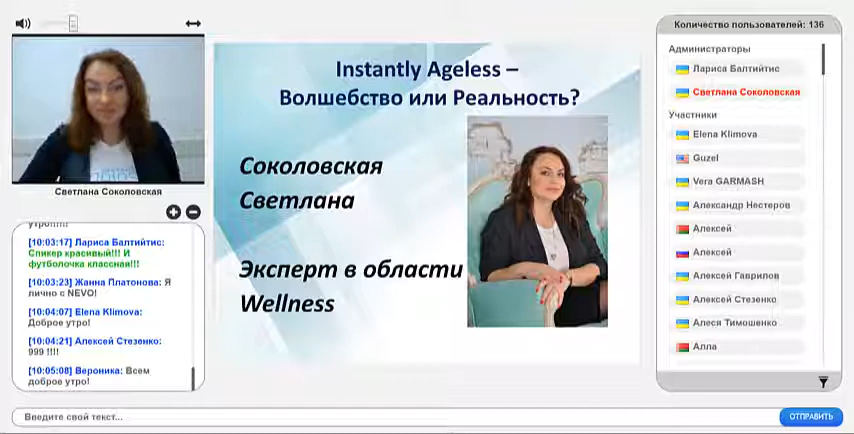 Светлана Соколовская
[10:03:17] Лариса Балтийтис:
Спикер красивый!!! И
футболочка классная!!!
[10:03:23] Жанна Платонова: Я
лично с NEVO!
[10:04:07] Elena Klimova:
Доброе утро!
[10:04:21] Алексей Стезенко:
999 !!!!
[10:05:08] Вероника: Всем
доброе утро!
Введите свой текст...
ОТПРАВИТЬ
Instantly Ageless –
Волшебство или Реальность?
Соколовская
Светлана
Эксперт в области
Wellness
Количество пользователей: 136
Администраторы
Лариса Балтийтис
Светлана Соколовская
Участники
Elena Klimova
Guzel
Vera GARMASH
Александр Нестеров
Алексей
Алексей
Алексей Гаврилов
Алексей Стезенко
Алеся Тимошенко
Алла